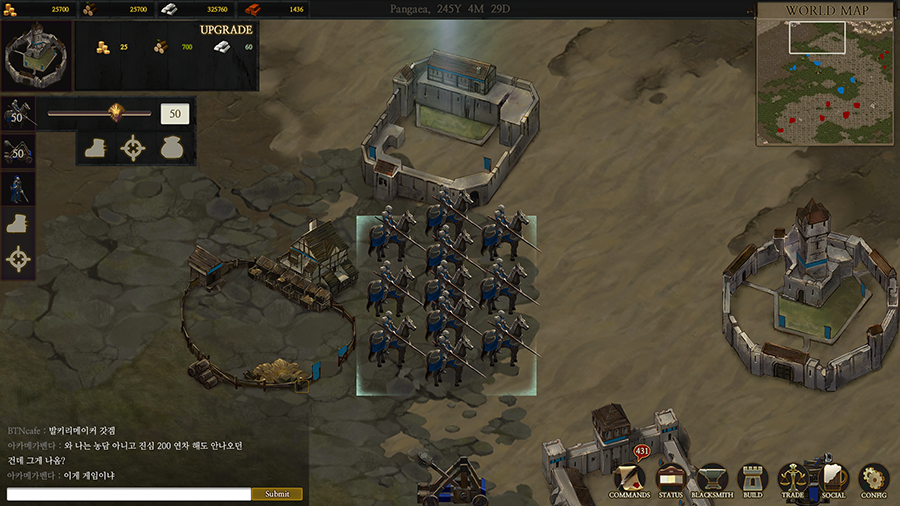 25700
25700
325760
1436
Pangaea, 245Y 4M 29D
WORLD MAP
UPGRADE
25
700
60
50
50
50
BTNcafe : 발키리메이커 갓겜
아카메가벤다 : 와 나는 농담 아니고 진심 200 연차 해도 안나오던
건데 그게 나옴?
아카메가벤다 : 이게 게임이냐
Submit
431
COMMANDS
STATUS
BLACKSMITH
BUILD
TRADE
SOCIAL
CONFIG